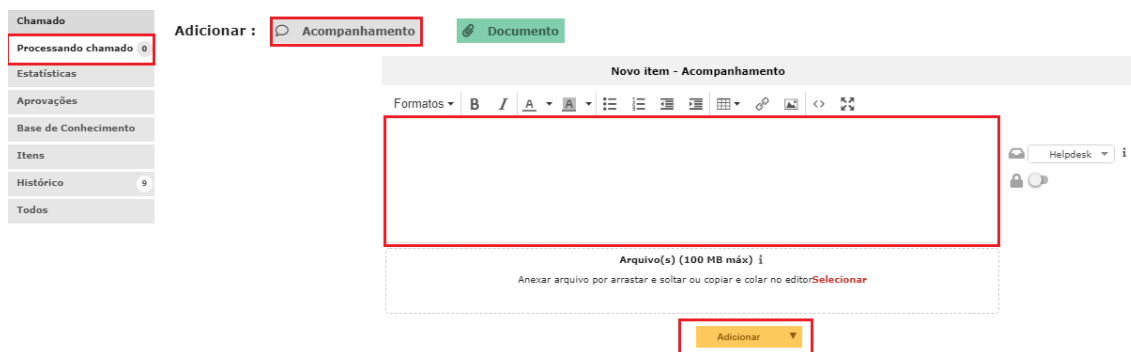 Chamado
Processando chamado 0
Estatísticas
Aprovações
Base de Conhecimento
Itens
Histórico 9
Todos
Adicionar : Acompanhamento Documento
Novo item - Acompanhamento
Formatos B I A A
Helpdesk i
Arquivo(s) (100 MB máx) i
Anexar arquivo por arrastar e soltar ou copiar e colar no editorSelecionar
Adicionar